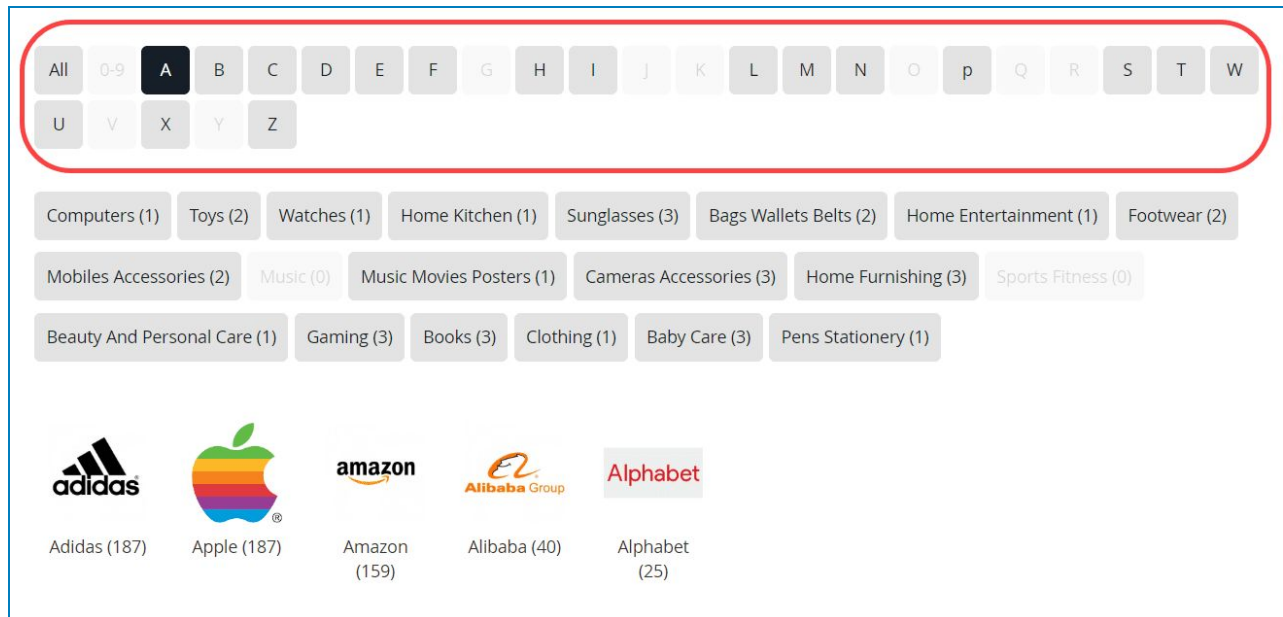 All 0-9 A B C D E F G H I J K L M N O p Q R S T W
U V X Y Z
Computers (1) Toys (2) Watches (1) Home Kitchen (1) Sunglasses (3) Bags Wallets Belts (2) Home Entertainment (1) Footwear (2)
Mobiles Accessories (2) Music (0) Music Movies Posters (1) Cameras Accessories (3) Home Furnishing (3) Sports Fitness (0)
Beauty And Personal Care (1) Gaming (3) Books (3) Clothing (1) Baby Care (3) Pens Stationery (1)
adidas ® amazon Alibaba Group Alphabet
Adidas (187) Apple (187) Amazon Alibaba (40) Alphabet
(159) (25)